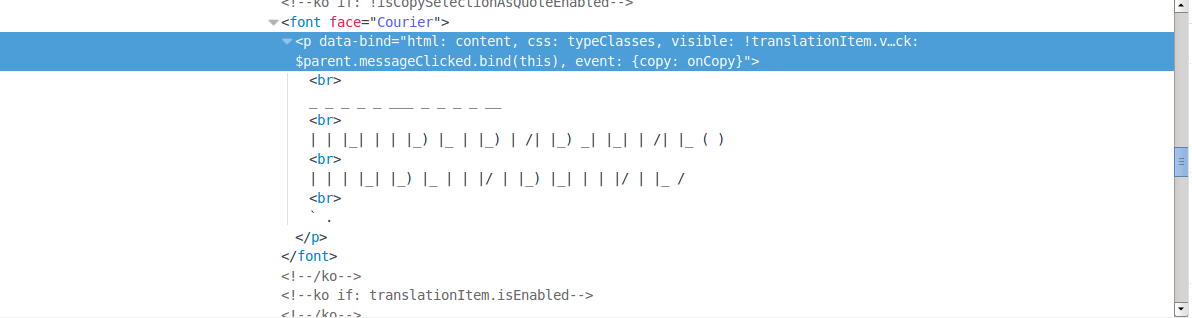 <!--ko if: !isCopySelectionAsQuoteEnabled-->
<font face="Courier">
<p data-bind="html: content, css: typeClasses, visible: !translationItem.v…ck:
$parent.messageClicked.bind(this), event: {copy: onCopy}">
<br>
_ _ _ _ _ ___ _ _ _ _ __
<br>
| | |_| | | |_) |_ | |_) | /| |_) _| |_| | /| |_ ( )
<br>
| | | |_| |_) |_ | | |/ | |_) |_| | | |/ | |_ /
<br>
` .
</p>
</font>
<!--/ko-->
<!--ko if: translationItem.isEnabled-->
<!--/ko-->